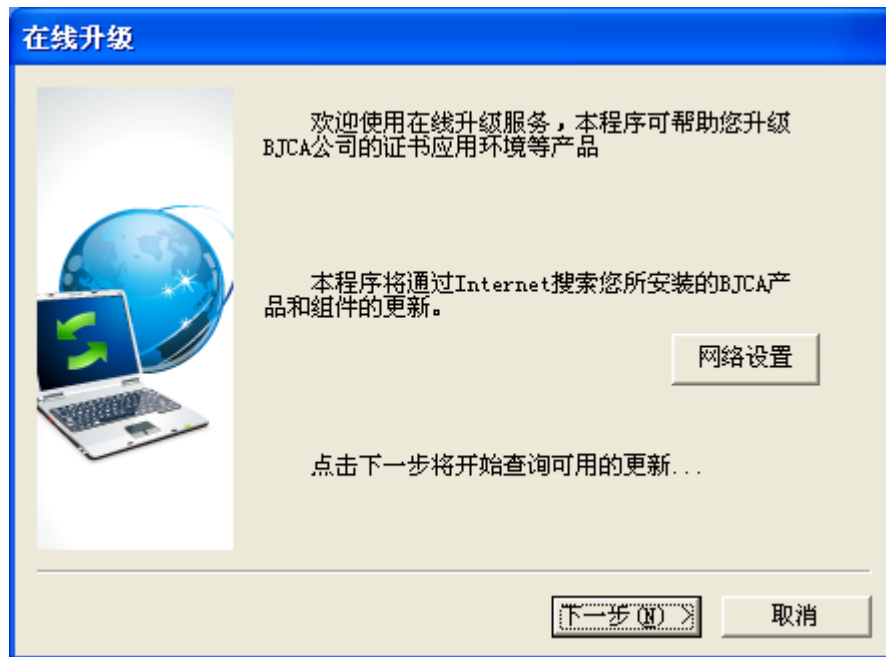 在线升级
欢迎使用在线升级服务，本程序可帮助您升级
BJCA公司的证书应用环境等产品
本程序将通过Internet搜索您所安装的BJCA产
品和组件的更新。
网络设置
点击下一步将开始查询可用的更新...
下一步(N) >
取消